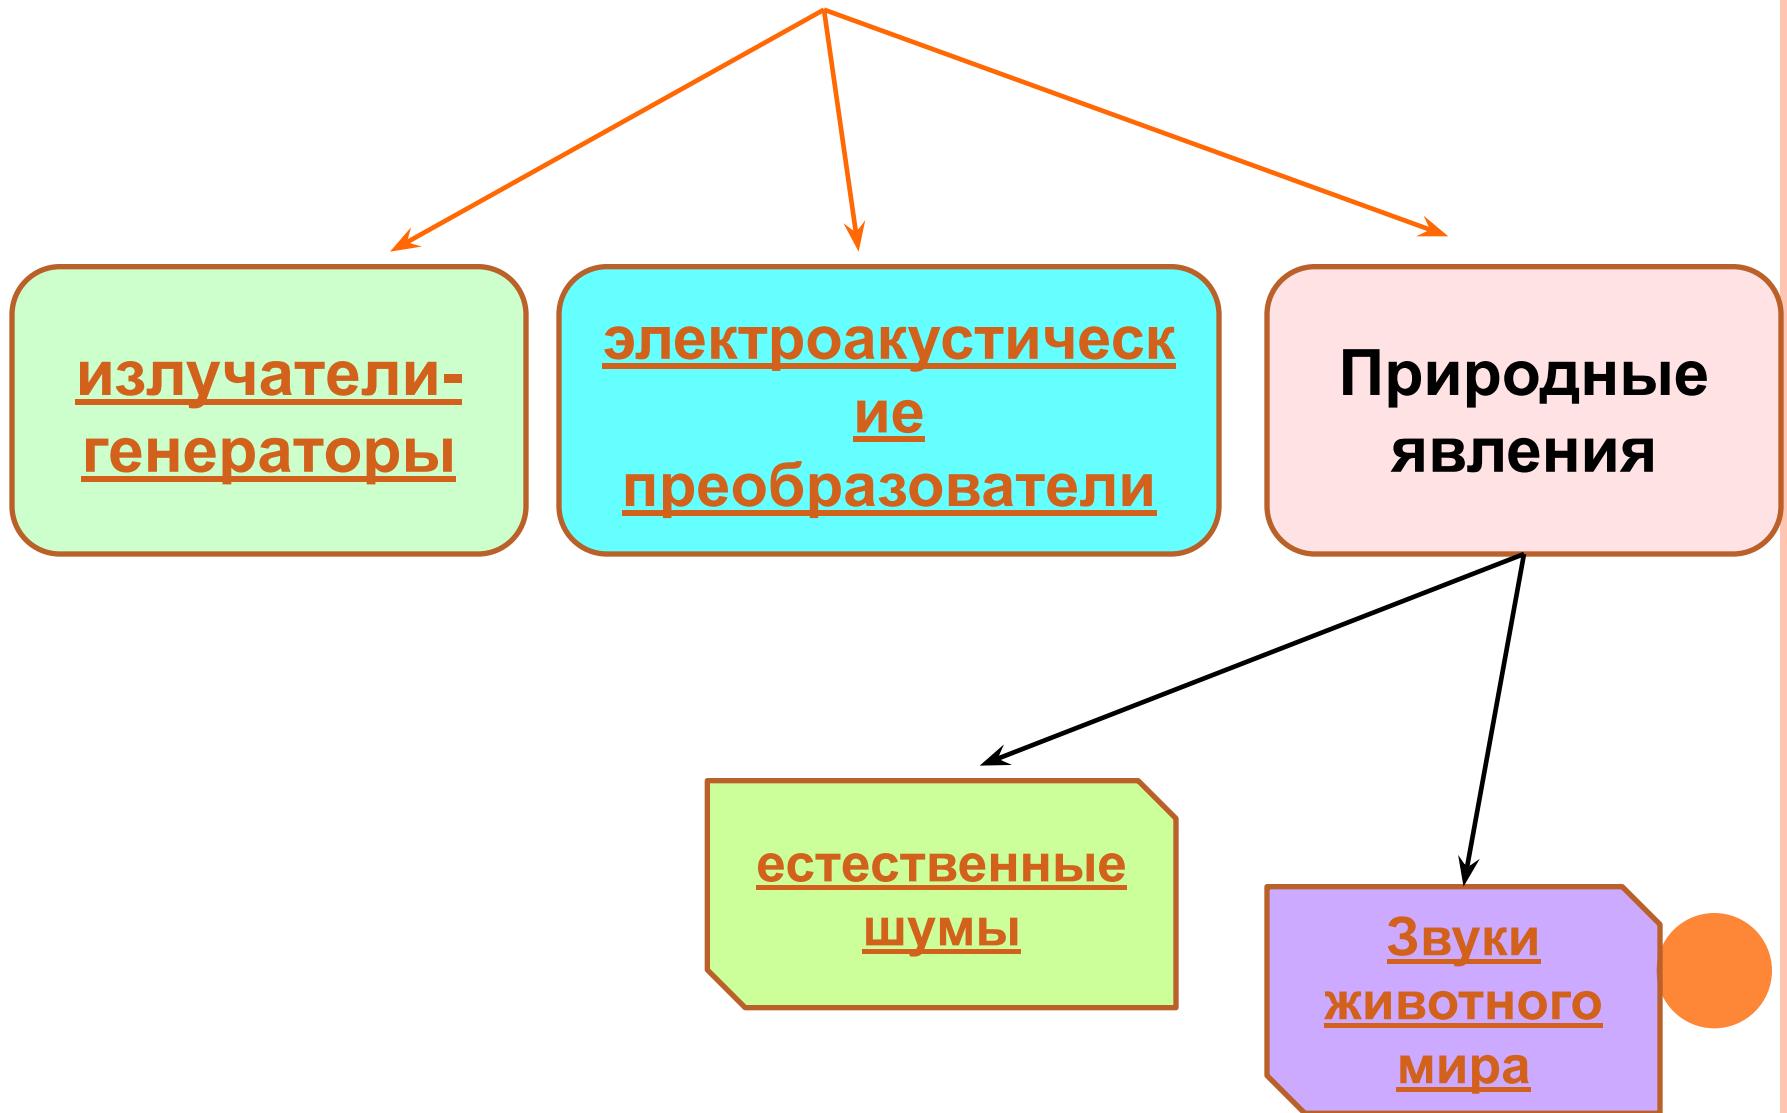 излучатели-
генераторы
электроакустическ
ие
преобразователи
Природные
явления
естественные
шумы
Звуки
животного
мира